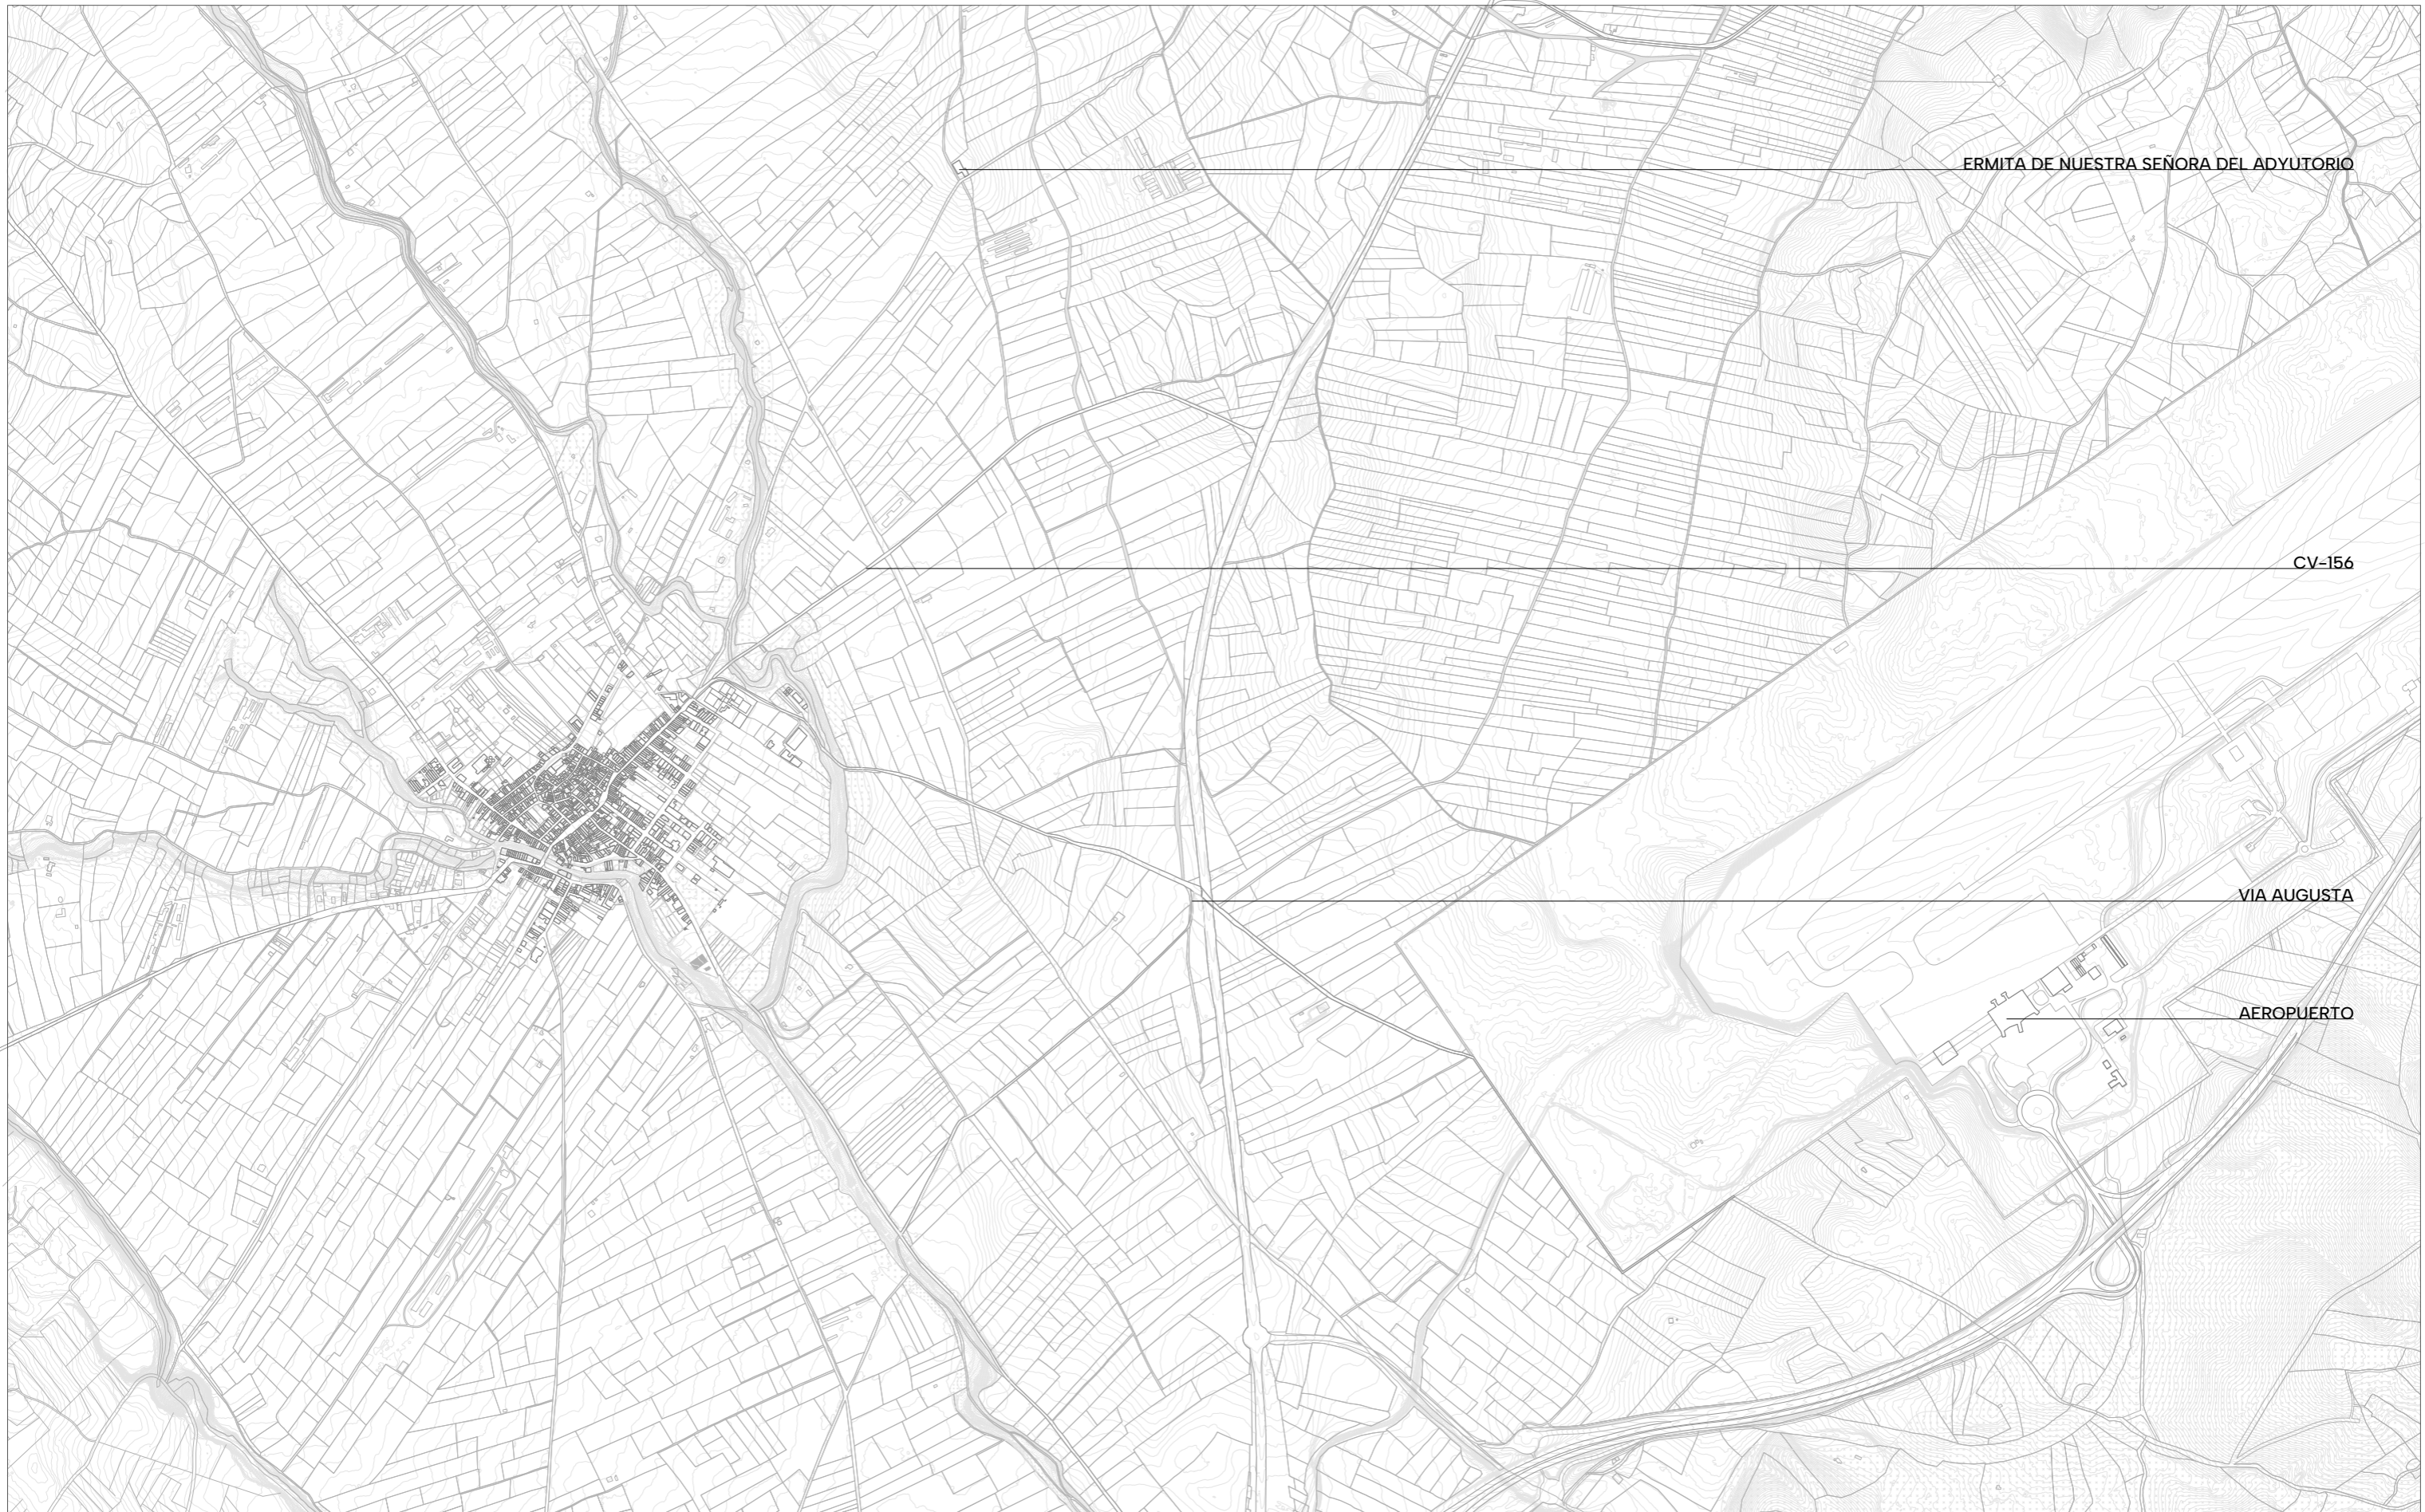 ERMITA DE NUESTRA SEÑORA DEL ADYUTORIO
CV-156
VIA AUGUSTA
AEROPUERTO